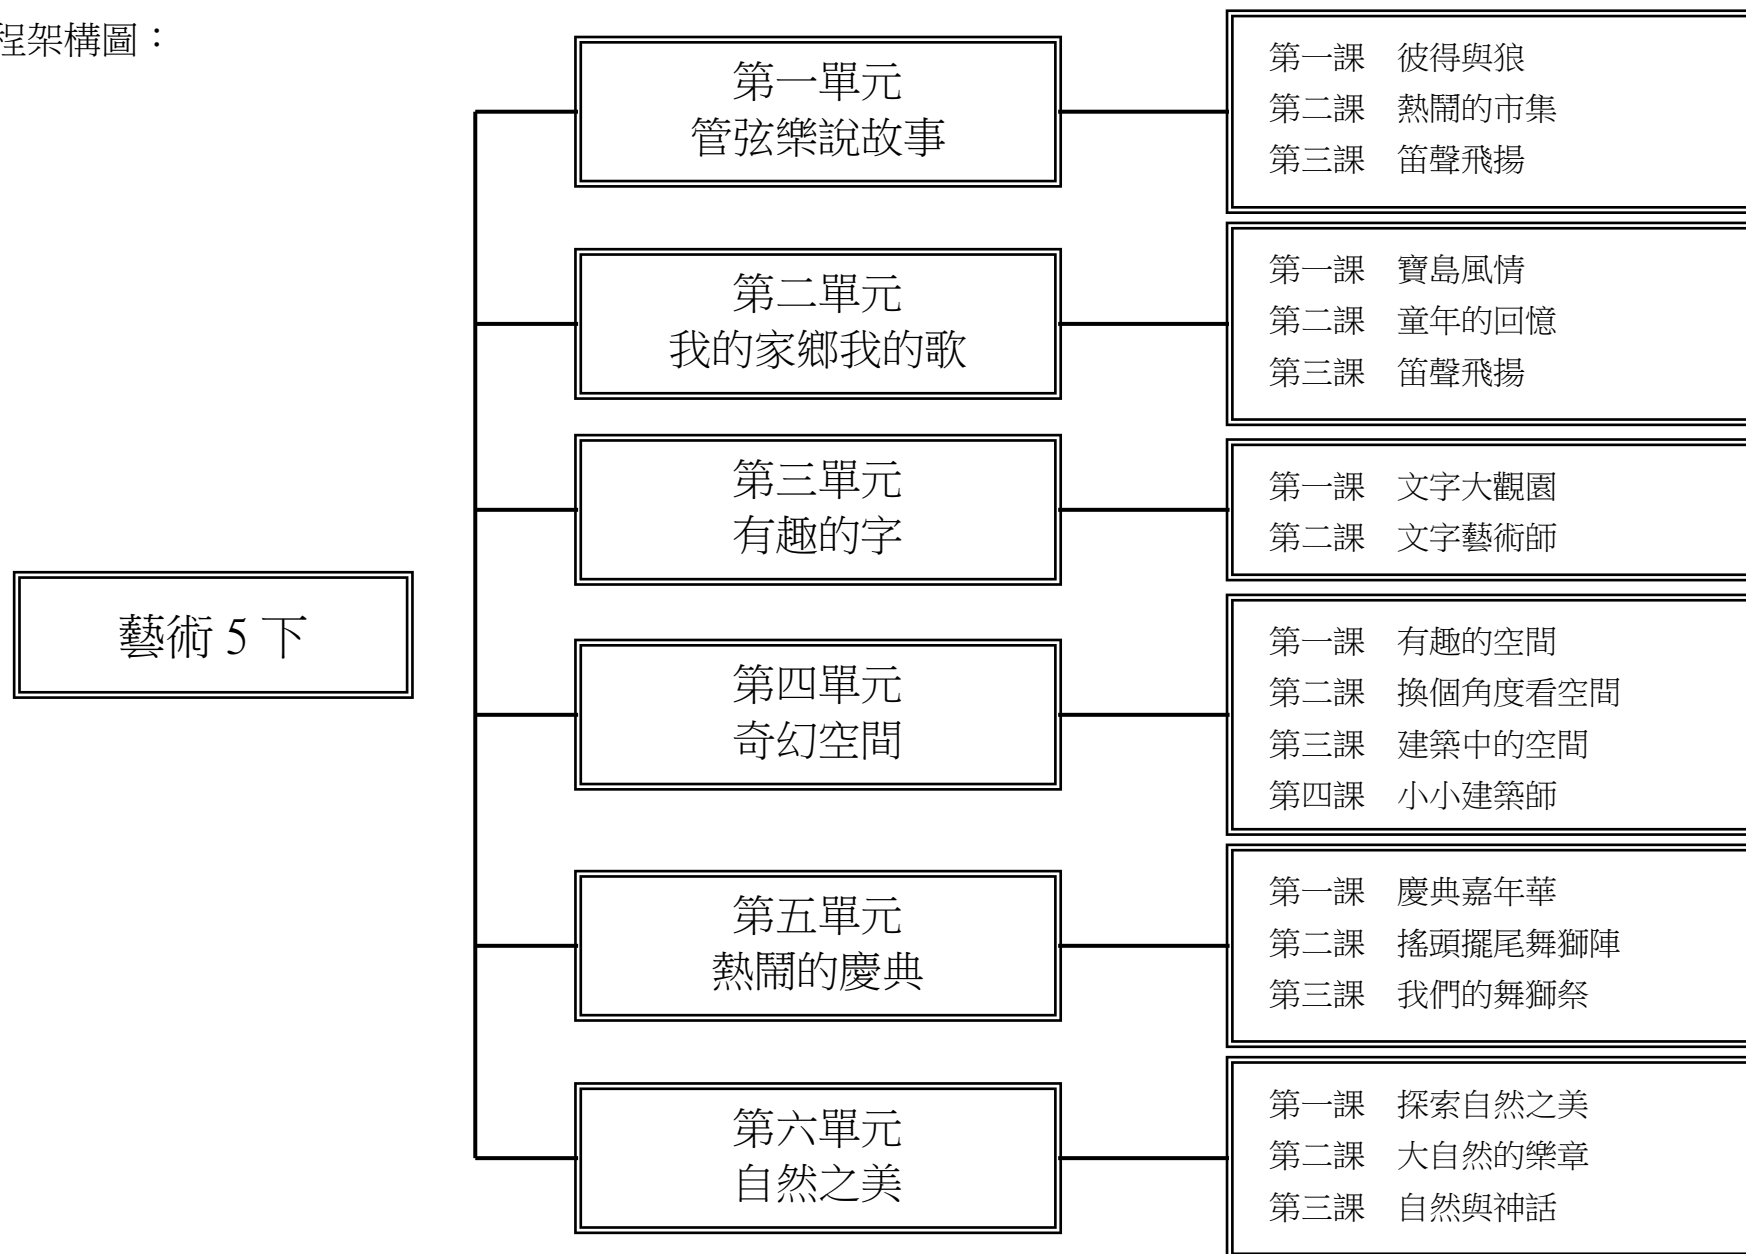 程架構圖：
藝術 5 下
第一單元
管弦樂說故事
第一課　彼得與狼
第二課　熱鬧的市集
第三課　笛聲飛揚
第二單元
我的家鄉我的歌
第一課　寶島風情
第二課　童年的回憶
第三課　笛聲飛揚
第三單元
有趣的字
第一課　文字大觀園
第二課　文字藝術師
第四單元
奇幻空間
第一課　有趣的空間
第二課　換個角度看空間
第三課　建築中的空間
第四課　小小建築師
第五單元
熱鬧的慶典
第一課　慶典嘉年華
第二課　搖頭擺尾舞獅陣
第三課　我們的舞獅祭
第六單元
自然之美
第一課　探索自然之美
第二課　大自然的樂章
第三課　自然與神話